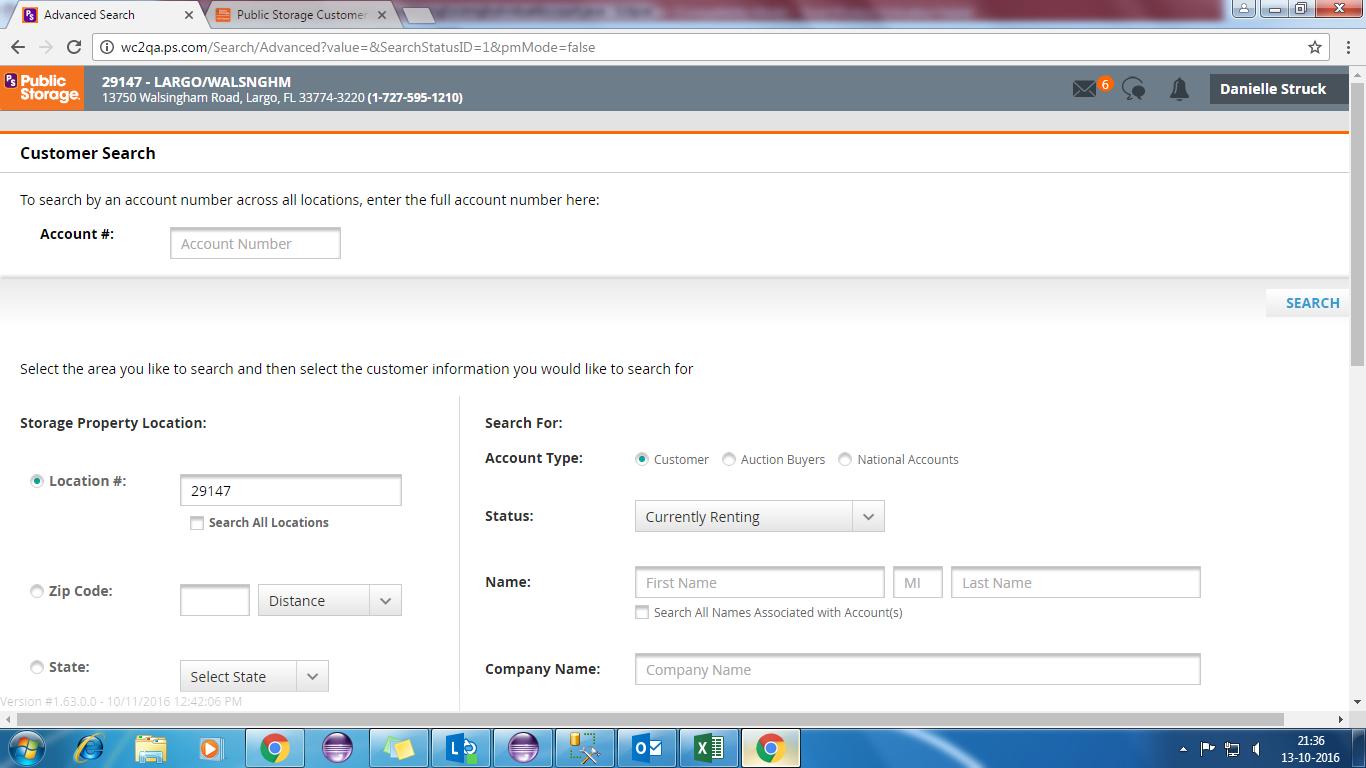 Advanced Search
Public Storage Customer
wc2qa.ps.com/Search/Advanced?value=&SearchStatusID=1&pmMode=false
PS Public Storage.
29147 - LARGO/WALSNGHM
13750 Walsingham Road, Largo, FL 33774-3220 (1-727-595-1210)
6
Danielle Struck
Customer Search
To search by an account number across all locations, enter the full account number here:
Account #:
Account Number
SEARCH
Select the area you like to search and then select the customer information you would like to search for
Storage Property Location:
Location #:
29147
Search All Locations
Zip Code:
Distance
State:
Select State
Search For:
Account Type:
Customer
Auction Buyers
National Accounts
Status:
Currently Renting
Name:
First Name
MI
Last Name
Search All Names Associated with Account(s)
Company Name:
Company Name
Version #1.63.0.0 - 10/11/2016 12:42:06 PM
21:36
13-10-2016